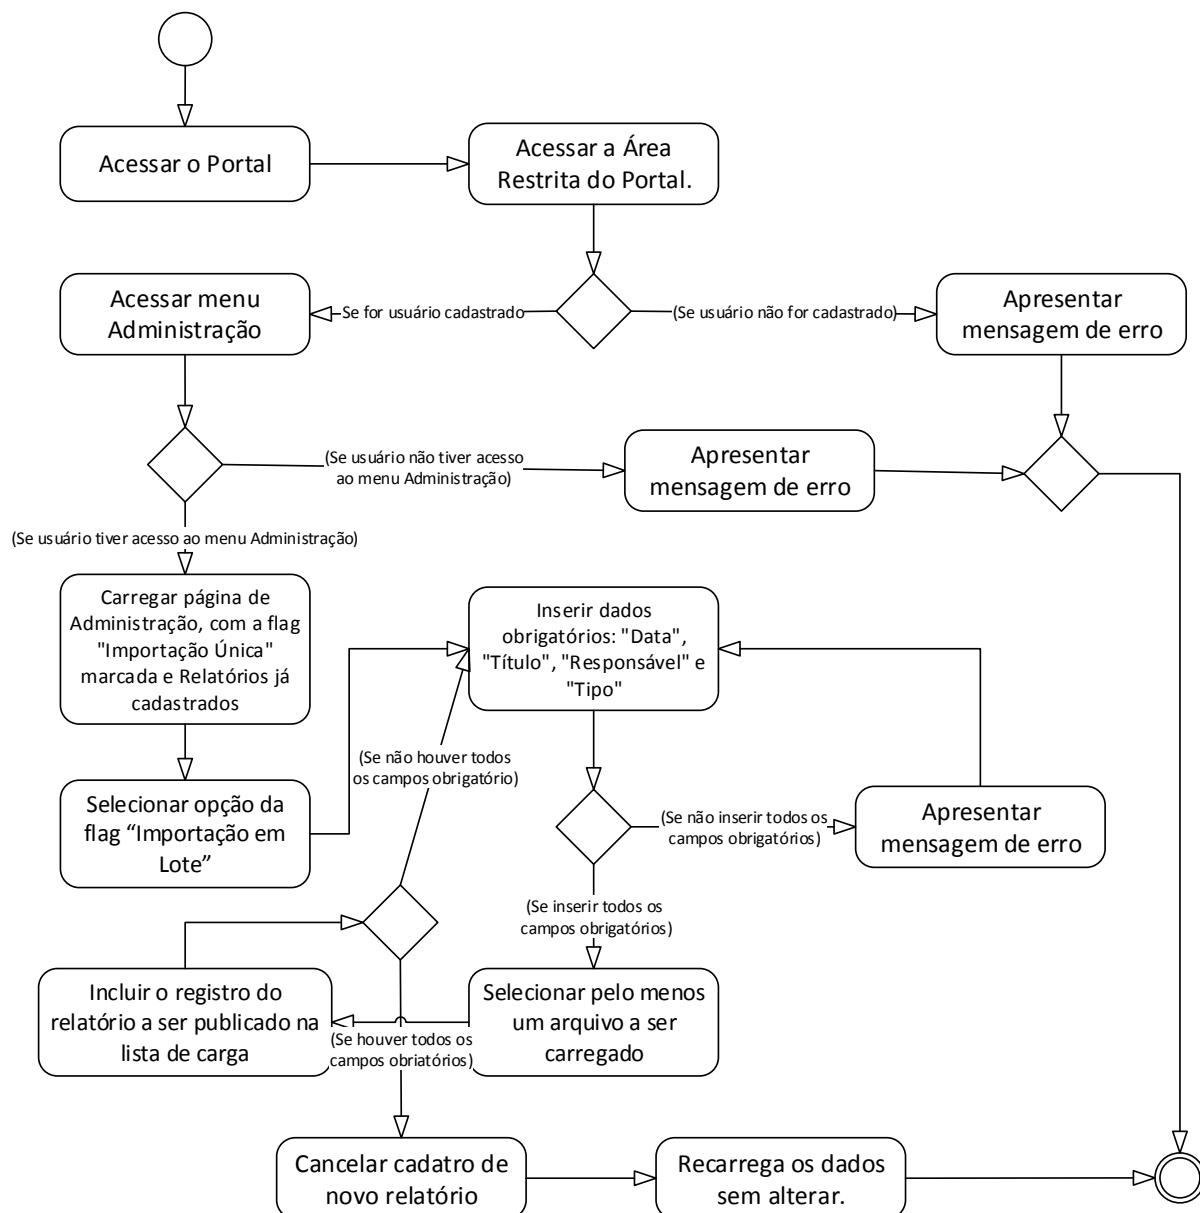 Acessar o Portal
Acessar a Área
Restrita do Portal.
Acessar menu
Administração
Se for usuário cadastrado
(Se usuário não for cadastrado)
Apresentar
mensagem de erro
(Se usuário não tiver acesso
ao menu Administração)
Apresentar
mensagem de erro
(Se usuário tiver acesso ao menu Administração)
Carregar página de
Administração, com a flag
"Importação Única"
marcada e Relatórios já
cadastrados
Inserir dados
obrigatórios: "Data",
"Título", "Responsável" e
"Tipo"
(Se não houver todos
os campos obrigatório)
Selecionar opção da
flag “Importação em
Lote”
(Se não inserir todos os
campos obrigatórios)
Apresentar
mensagem de erro
(Se inserir todos os
campos obrigatórios)
Incluir o registro do
relatório a ser publicado na
lista de carga
(Se houver todos os
campos obriatórios)
Selecionar pelo menos
um arquivo a ser
carregado
Cancelar cadatro de
novo relatório
Recarrega os dados
sem alterar.